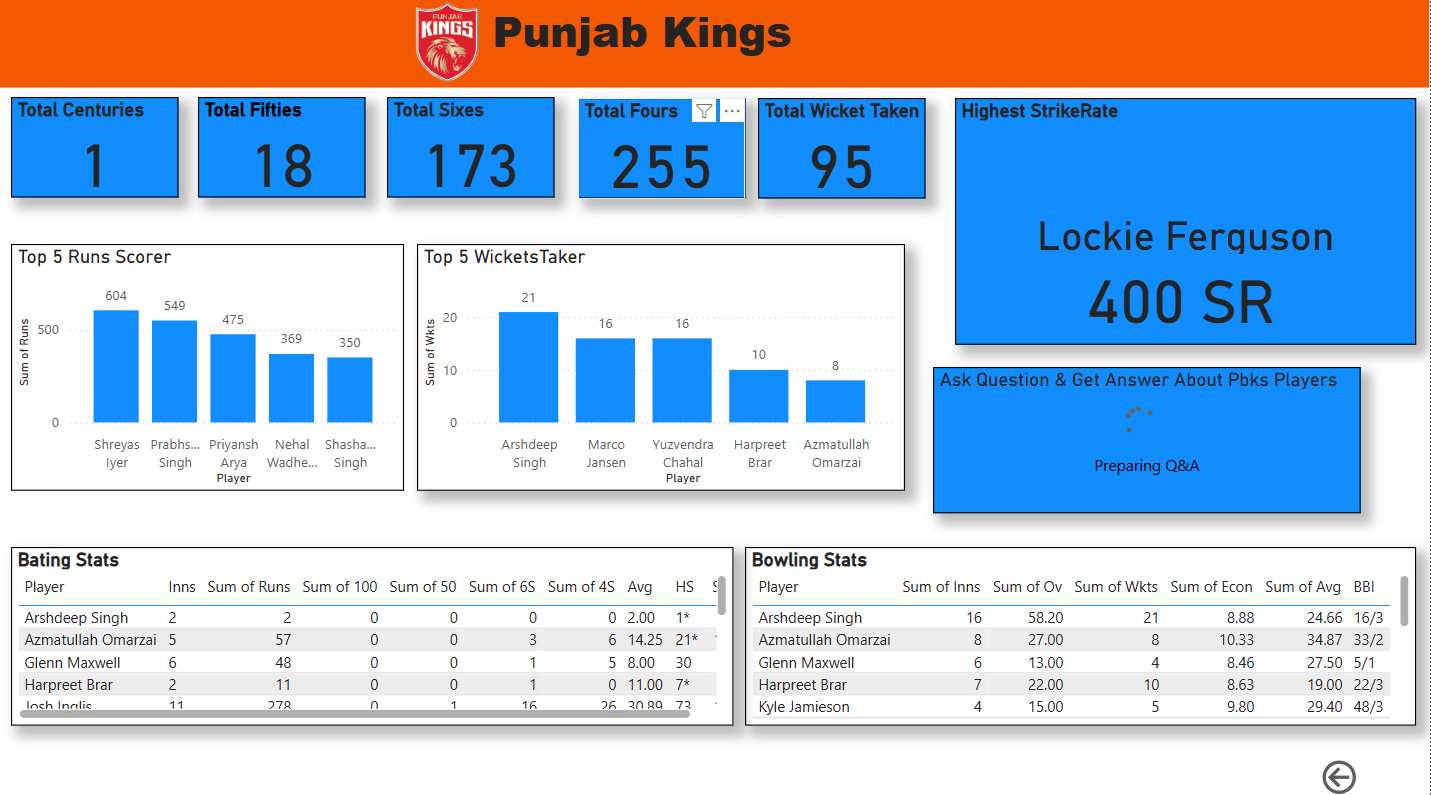 PUNJAB
KINGS
Punjab Kings
Total Centuries
1
Total Fifties
18
Total Sixes
173
Total Fours
255
Total Wicket Taken
95
Highest StrikeRate
Lockie Ferguson
400 SR
Top 5 Runs Scorer
Sum of Runs
500
0
604
549
475
369
350
Shreyas Iyer
Prabhs... Singh
Priyansh Arya
Nehal Wadhe...
Shasha... Singh
Player
Top 5 WicketsTaker
Sum of Wkts
20
10
0
21
16
16
10
8
Arshdeep Singh
Marco Jansen
Yuzvendra Chahal
Harpreet Brar
Azmatullah Omarzai
Player
Ask Question & Get Answer About Pbks Players
Preparing Q&A
Bating Stats
Player Inns Sum of Runs Sum of 100 Sum of 50 Sum of 6S Sum of 4S Avg HS
Arshdeep Singh 2 2 0 0 0 0 2.00 1*
Azmatullah Omarzai 5 57 0 0 3 6 14.25 21*
Glenn Maxwell 6 48 0 0 1 5 8.00 30
Harpreet Brar 2 11 0 0 1 0 11.00 7*
Josh Inglis 11 278 0 1 16 26 30.89 73
Bowling Stats
Player Sum of Inns Sum of Ov Sum of Wkts Sum of Econ Sum of Avg BBI
Arshdeep Singh 16 58.20 21 8.88 24.66 16/3
Azmatullah Omarzai 8 27.00 8 10.33 34.87 33/2
Glenn Maxwell 6 13.00 4 8.46 27.50 5/1
Harpreet Brar 7 22.00 10 8.63 19.00 22/3
Kyle Jamieson 4 15.00 5 9.80 29.40 48/3